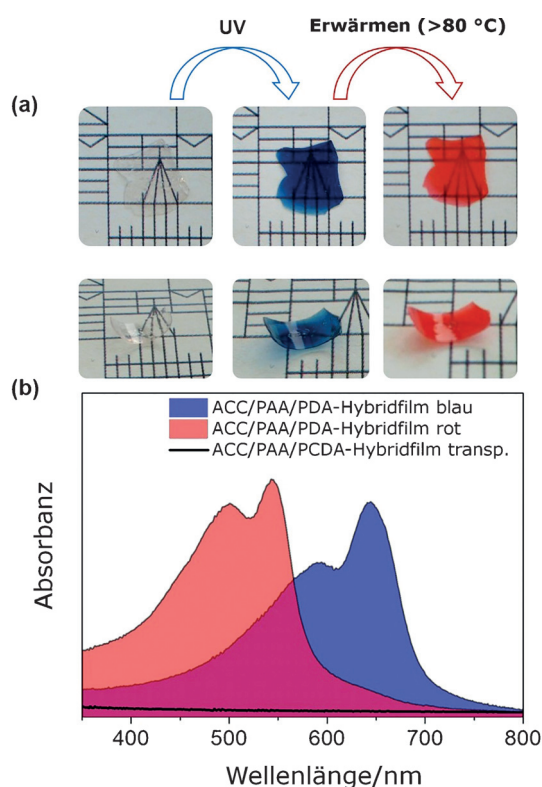 UV
Erwärmen (>80 °C)
(a)
(b)
ACC/PAA/PDA-Hybridfilm blau
ACC/PAA/PDA-Hybridfilm rot
ACC/PAA/PCDA-Hybridfilm transp.
Absorbanz
400
500
600
700
800
Wellenlänge/nm